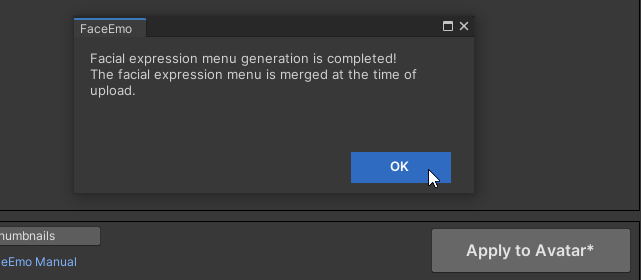 FaceEmo
Facial expression menu generation is completed!
The facial expression menu is merged at the time of
upload.
OK
humbnails
eEmo Manual
Apply to Avatar*